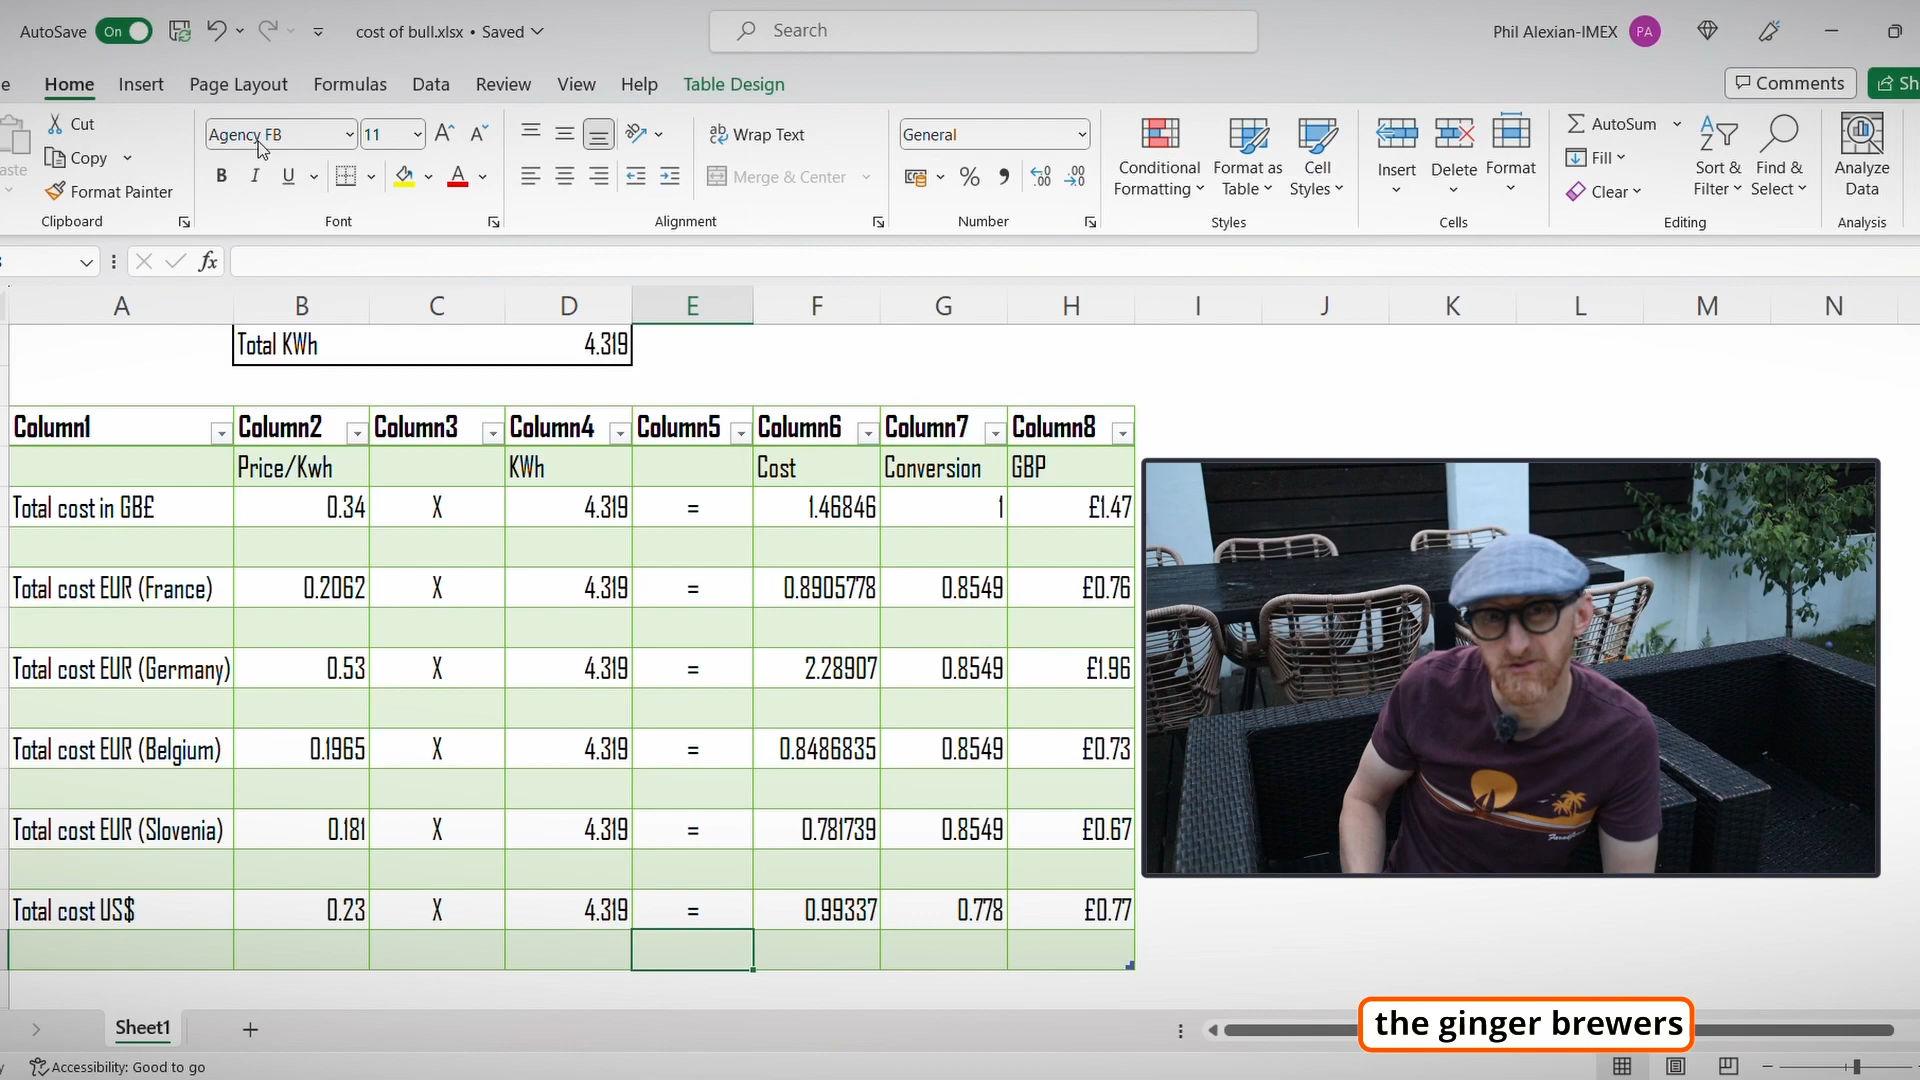 AutoSave On cost of bull.xlsx • Saved Search Phil Alexian-IMEX PA
e Home Insert Page Layout Formulas Data Review View Help Table Design Comments Sh
Cut Agency FB 11 A A Wrap Text General AutoSum
aste Copy Conditional Formatting Format as Table Cell Styles Insert Delete Format Fill Sort & Filter Find & Select Analyze Data
Format Painter B I U A Merge & Center % Clear
Clipboard Font Alignment Number Styles Cells Editing Analysis
fx
A B C D E F G H I J K L M N
Total KWh 4.319
Column1 Column2 Column3 Column4 Column5 Column6 Column7 Column8
Price/Kwh KWh Cost Conversion GBP
Total cost in GB£ 0.34 X 4.319 = 1.46846 1 £1.47
Total cost EUR (France) 0.2062 X 4.319 = 0.8905778 0.8549 £0.76
Total cost EUR (Germany) 0.53 X 4.319 = 2.28907 0.8549 £1.96
Total cost EUR (Belgium) 0.1965 X 4.319 = 0.8486835 0.8549 £0.73
Total cost EUR (Slovenia) 0.181 X 4.319 = 0.781739 0.8549 £0.67
Total cost US$ 0.23 X 4.319 = 0.99337 0.778 £0.77
Sheet1
the ginger brewers
Accessibility: Good to go